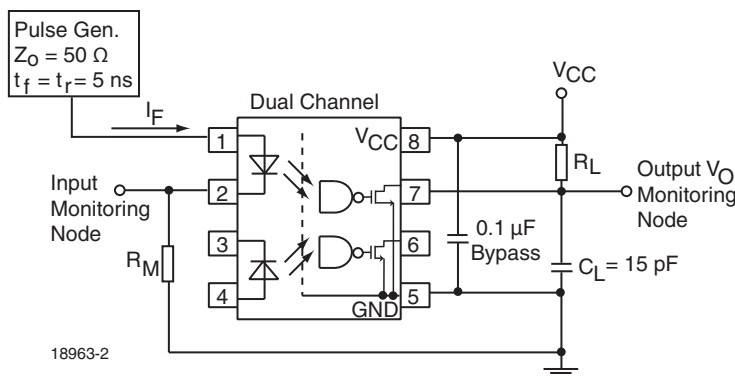 Pulse Gen.
Zo = 50 Ω
tf = tr = 5 ns
IF
Dual Channel
VCC
VCC
1
2
3
4
8
7
6
5
GND
Input
Monitoring
Node
RM
RL
Output VO
Monitoring
Node
0.1 µF
Bypass
CL = 15 pF
18963-2